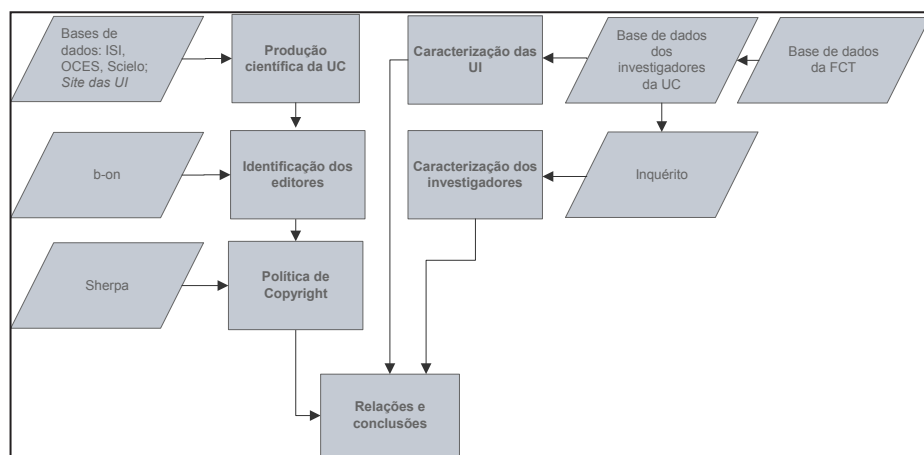 Bases de
dados: ISI,
OCES, Scielo;
Site das UI
Produção
científica da UC
Caracterização das
UI
Base de dados
dos
investigadores
da UC
Base de dados
da FCT
b-on
Identificação dos
editores
Caracterização dos
investigadores
Inquérito
Sherpa
Política de
Copyright
Relações e
conclusões